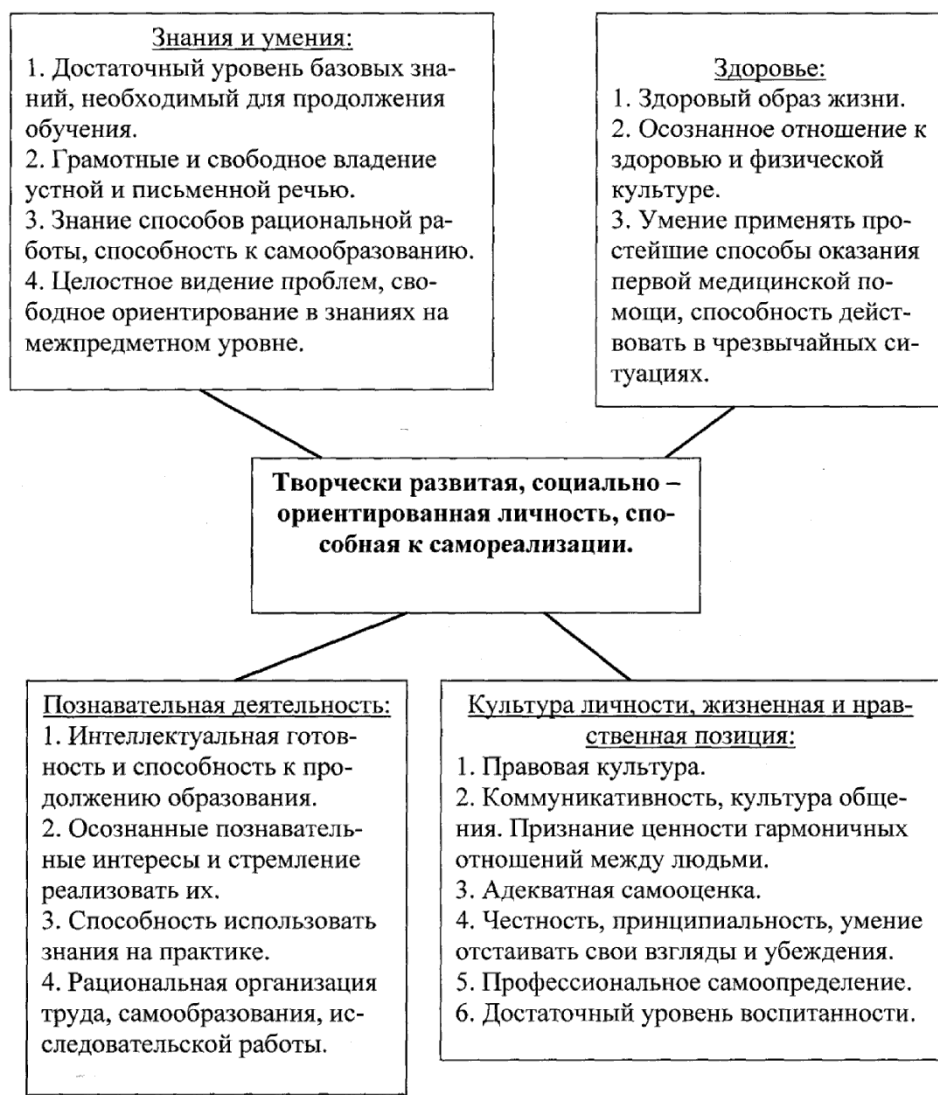 Знания и умения:
1. Достаточный уровень базовых зна-
ний, необходимый для продолжения
обучения.
2. Грамотные и свободное владение
устной и письменной речью.
3. Знание способов рациональной ра-
боты, способность к самообразованию.
4. Целостное видение проблем, сво-
бодное ориентирование в знаниях на
межпредметном уровне.
Здоровье:
1. Здоровый образ жизни.
2. Осознанное отношение к
здоровью и физической
культуре.
3. Умение применять про-
стейшие способы оказания
первой медицинской по-
мощи, способность дейст-
вовать в чрезвычайных си-
туациях.
Творчески развитая, социально –
ориентированная личность, спо-
собная к самореализации.
Познавательная деятельность:
1. Интеллектуальная готов-
ность и способность к про-
должению образования.
2. Осознанные познаватель-
ные интересы и стремление
реализовать их.
3. Способность использовать
знания на практике.
4. Рациональная организация
труда, самообразования, ис-
следовательской работы.
Культура личности, жизненная и нрав-
ственная позиция:
1. Правовая культура.
2. Коммуникативность, культура обще-
ния. Признание ценности гармоничных
отношений между людьми.
3. Адекватная самооценка.
4. Честность, принципиальность, умение
отстаивать свои взгляды и убеждения.
5. Профессиональное самоопределение.
6. Достаточный уровень воспитанности.